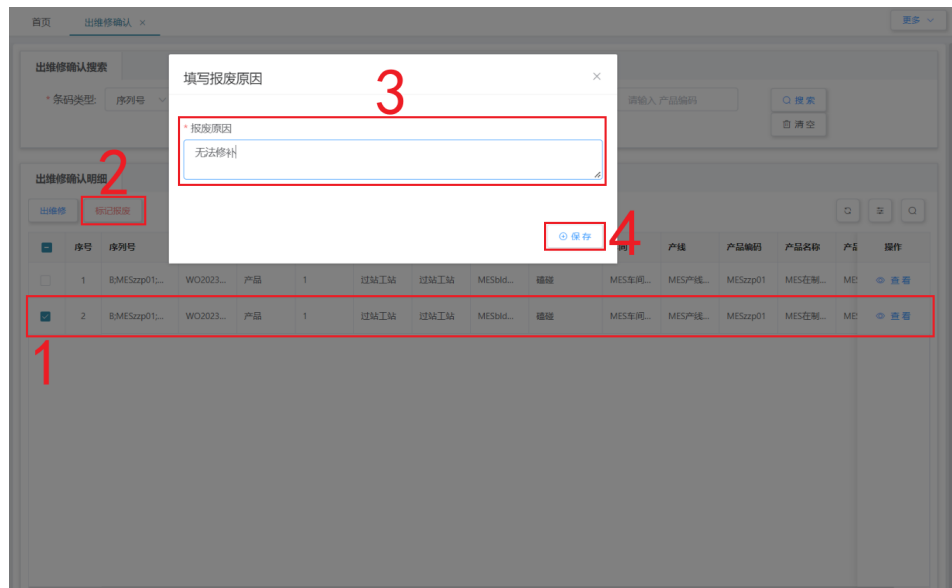 首页 出维修确认 × 更多
出维修确认搜索
填写报废原因 ×
3
* 条码类型: 序列号 请输入 产品编码 搜索
清空
* 报废原因
无法修补
出维修确认明细
2
出维修 标记报废
保存
4
序号 序列号 产线 产品编码 产品名称 操作
1 B;MESzzp01;... WO2023... 产品 1 过站工站 过站工站 MESbld... 磕碰 MES车间... MES产线... MESzzp01 MES在制... 查看
2 B;MESzzp01;... WO2023... 产品 1 过站工站 过站工站 MESbld... 磕碰 MES车间... MES产线... MESzzp01 MES在制... 查看
1